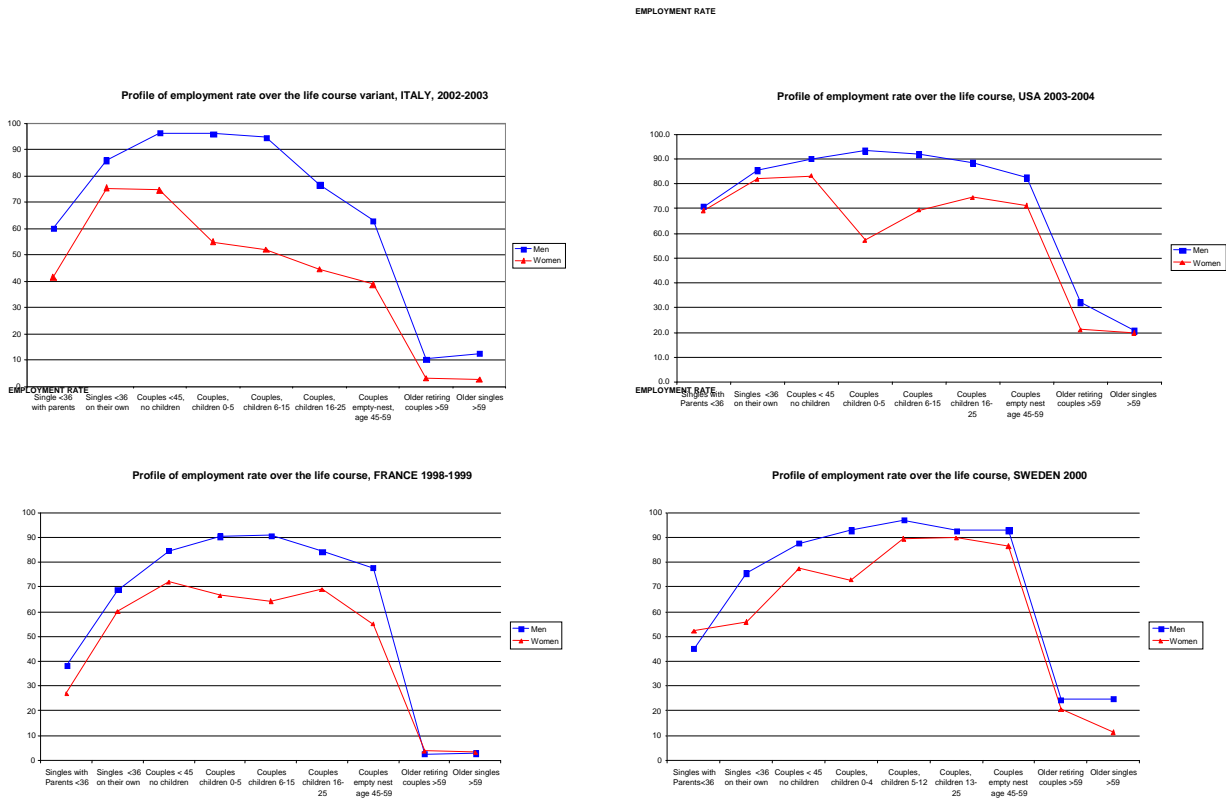 EMPLOYMENT RATE
Profile of employment rate over the life course variant, ITALY, 2002-2003
100
90
80
70
60
50
40
30
20
10
0
Men
Women
EMPLOYMENT RATE
Single <36 with parents
Singles <36 on their own
Couples <45, no children
Couples, children 0-5
Couples, children 6-15
Couples, children 16-25
Couples empty-nest, age 45-59
Older retiring couples >59
Older singles >59
Profile of employment rate over the life course, USA 2003-2004
100.0
90.0
80.0
70.0
60.0
50.0
40.0
30.0
20.0
10.0
0.0
Men
Women
EMPLOYMENT RATE
Singles with Parents <36
Singles <36 on their own
Couples < 45 no children
Couples children 0-5
Couples children 6-15
Couples children 16-25
Couples empty nest age 45-59
Older retiring couples >59
Older singles >59
Profile of employment rate over the life course, FRANCE 1998-1999
100
90
80
70
60
50
40
30
20
10
0
Men
Women
Singles with Parents <36
Singles <36 on their own
Couples < 45 no children
Couples children 0-5
Couples children 6-15
Couples children 16-25
Couples empty nest age 45-59
Older retiring couples >59
Older singles >59
Profile of employment rate over the life course, SWEDEN 2000
100
90
80
70
60
50
40
30
20
10
0
Men
Women
Singles with Parents<36
Singles <36 on their own
Couples < 45 no children
Couples, children 0-4
Couples, children 5-12
Couples, children 13-25
Couples empty nest age 45-59
Older retiring couples >59
Older singles >59